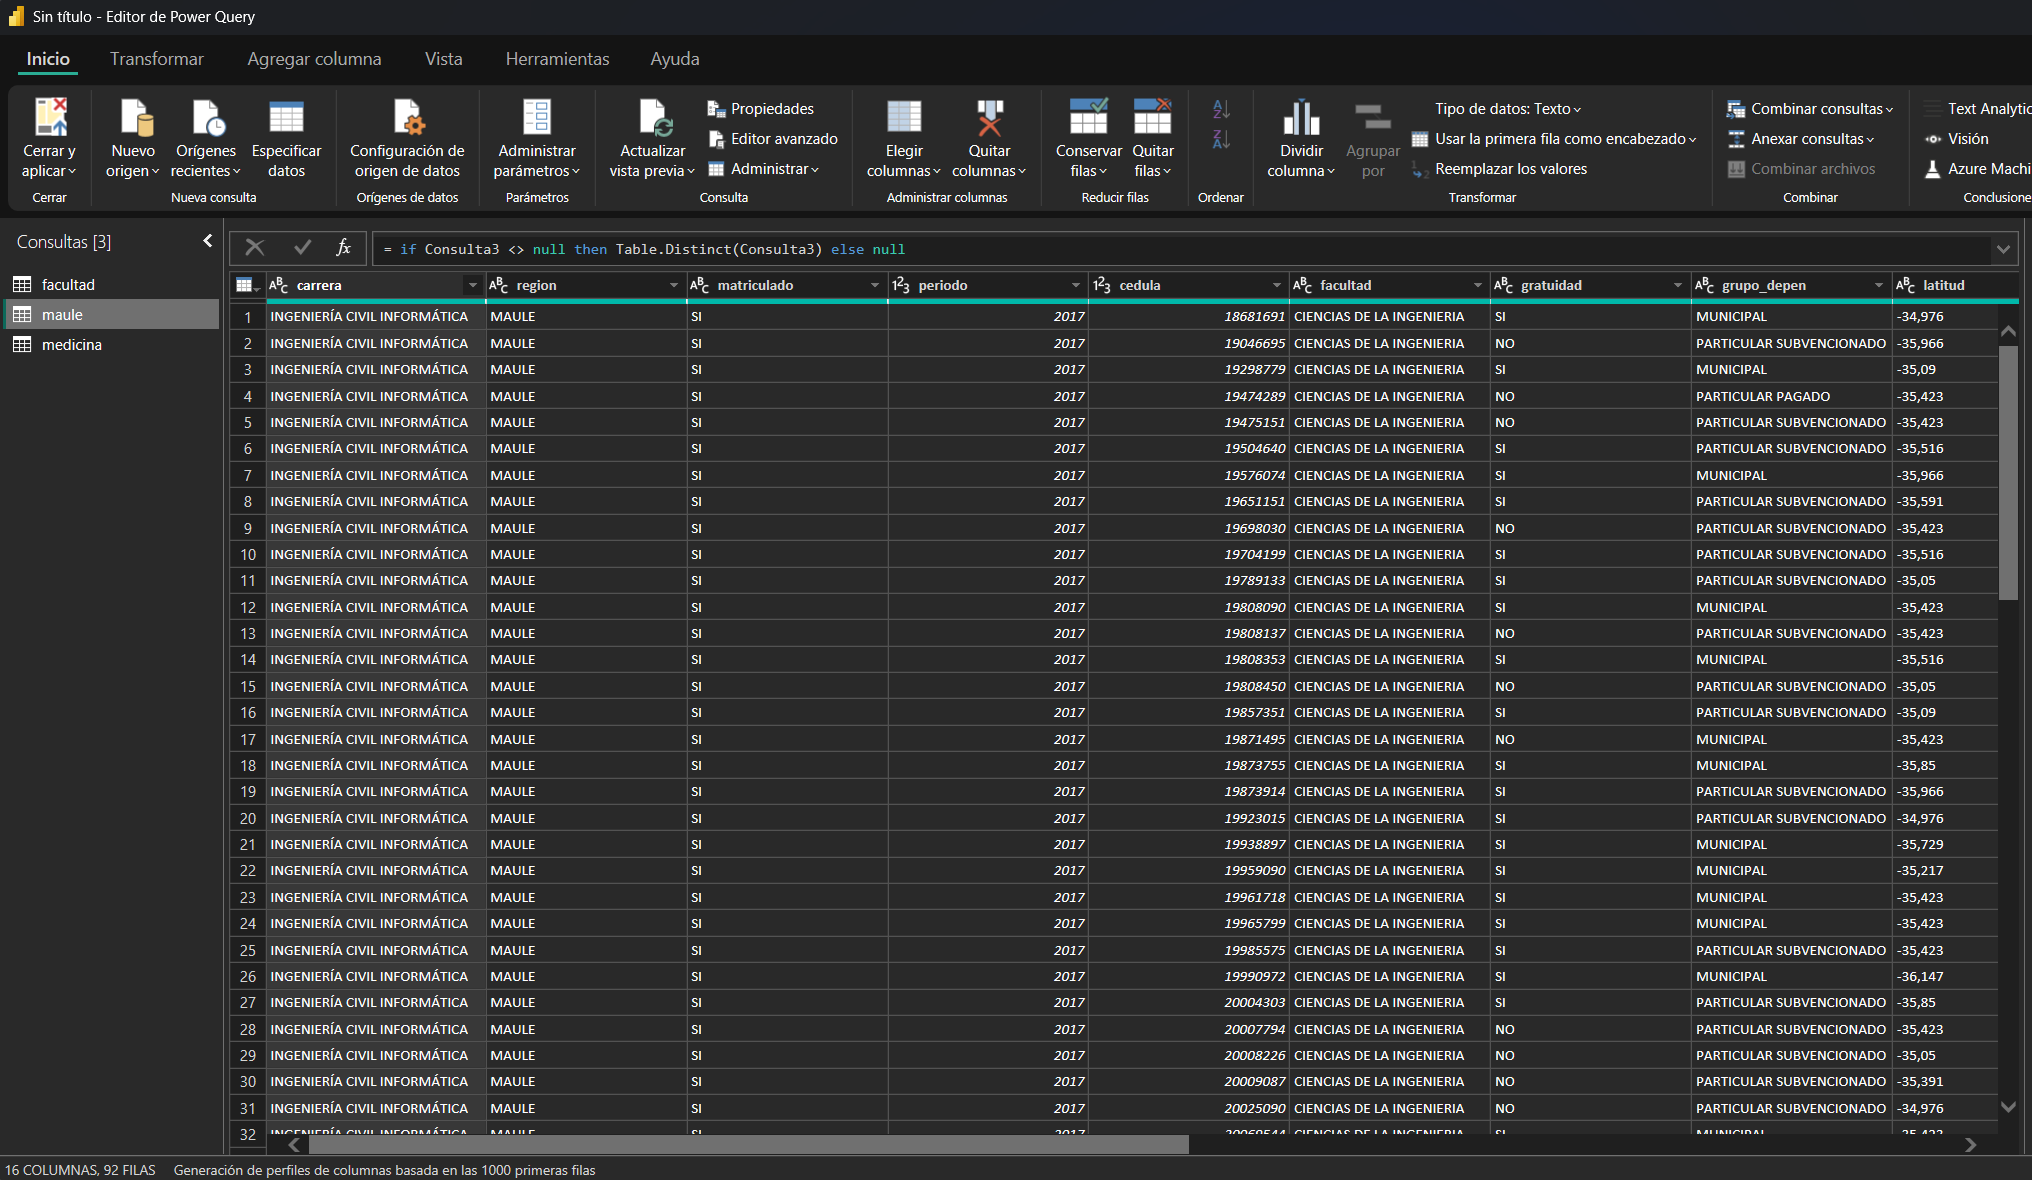 Sin título - Editor de Power Query
Inicio Transformar Agregar columna Vista Herramientas Ayuda
Cerrar y aplicar
Nuevo origen
Orígenes recientes
Especificar datos
Configuración de origen de datos
Administrar parámetros
Actualizar vista previa
Propiedades
Editor avanzado
Administrar
Elegir columnas
Quitar columnas
Conservar filas
Quitar filas
Dividir columna
Agrupar por
Tipo de datos: Texto
Usar la primera fila como encabezado
Reemplazar los valores
Combinar consultas
Anexar consultas
Combinar archivos
Text Analytic
Visión
Azure Machi
Cerrar Nueva consulta Orígenes de datos Parámetros Consulta Administrar columnas Reducir filas Ordenar Transformar Combinar Conclusione
Consultas [3]
facultad
maule
medicina
fx = if Consulta3 <> null then Table.Distinct(Consulta3) else null
ABC carrera ABC region ABC matriculado 123 periodo 123 cedula ABC facultad ABC gratuidad ABC grupo_depen ABC latitud
1 INGENIERÍA CIVIL INFORMÁTICA MAULE SI 2017 18681691 CIENCIAS DE LA INGENIERIA SI MUNICIPAL -34,976
2 INGENIERÍA CIVIL INFORMÁTICA MAULE SI 2017 19046695 CIENCIAS DE LA INGENIERIA NO PARTICULAR SUBVENCIONADO -35,966
3 INGENIERÍA CIVIL INFORMÁTICA MAULE SI 2017 19298779 CIENCIAS DE LA INGENIERIA SI MUNICIPAL -35,09
4 INGENIERÍA CIVIL INFORMÁTICA MAULE SI 2017 19474289 CIENCIAS DE LA INGENIERIA NO PARTICULAR PAGADO -35,423
5 INGENIERÍA CIVIL INFORMÁTICA MAULE SI 2017 19475151 CIENCIAS DE LA INGENIERIA NO PARTICULAR SUBVENCIONADO -35,423
6 INGENIERÍA CIVIL INFORMÁTICA MAULE SI 2017 19504640 CIENCIAS DE LA INGENIERIA SI PARTICULAR SUBVENCIONADO -35,516
7 INGENIERÍA CIVIL INFORMÁTICA MAULE SI 2017 19576074 CIENCIAS DE LA INGENIERIA SI MUNICIPAL -35,966
8 INGENIERÍA CIVIL INFORMÁTICA MAULE SI 2017 19651151 CIENCIAS DE LA INGENIERIA SI PARTICULAR SUBVENCIONADO -35,591
9 INGENIERÍA CIVIL INFORMÁTICA MAULE SI 2017 19698030 CIENCIAS DE LA INGENIERIA NO PARTICULAR SUBVENCIONADO -35,423
10 INGENIERÍA CIVIL INFORMÁTICA MAULE SI 2017 19704199 CIENCIAS DE LA INGENIERIA SI PARTICULAR SUBVENCIONADO -35,516
11 INGENIERÍA CIVIL INFORMÁTICA MAULE SI 2017 19789133 CIENCIAS DE LA INGENIERIA SI PARTICULAR SUBVENCIONADO -35,05
12 INGENIERÍA CIVIL INFORMÁTICA MAULE SI 2017 19808090 CIENCIAS DE LA INGENIERIA SI MUNICIPAL -35,423
13 INGENIERÍA CIVIL INFORMÁTICA MAULE SI 2017 19808137 CIENCIAS DE LA INGENIERIA NO PARTICULAR SUBVENCIONADO -35,423
14 INGENIERÍA CIVIL INFORMÁTICA MAULE SI 2017 19808353 CIENCIAS DE LA INGENIERIA SI MUNICIPAL -35,516
15 INGENIERÍA CIVIL INFORMÁTICA MAULE SI 2017 19808450 CIENCIAS DE LA INGENIERIA NO PARTICULAR SUBVENCIONADO -35,05
16 INGENIERÍA CIVIL INFORMÁTICA MAULE SI 2017 19857351 CIENCIAS DE LA INGENIERIA SI PARTICULAR SUBVENCIONADO -35,09
17 INGENIERÍA CIVIL INFORMÁTICA MAULE SI 2017 19871495 CIENCIAS DE LA INGENIERIA NO MUNICIPAL -35,423
18 INGENIERÍA CIVIL INFORMÁTICA MAULE SI 2017 19873755 CIENCIAS DE LA INGENIERIA SI MUNICIPAL -35,85
19 INGENIERÍA CIVIL INFORMÁTICA MAULE SI 2017 19873914 CIENCIAS DE LA INGENIERIA SI PARTICULAR SUBVENCIONADO -35,966
20 INGENIERÍA CIVIL INFORMÁTICA MAULE SI 2017 19923015 CIENCIAS DE LA INGENIERIA SI PARTICULAR SUBVENCIONADO -34,976
21 INGENIERÍA CIVIL INFORMÁTICA MAULE SI 2017 19938897 CIENCIAS DE LA INGENIERIA SI MUNICIPAL -35,729
22 INGENIERÍA CIVIL INFORMÁTICA MAULE SI 2017 19959090 CIENCIAS DE LA INGENIERIA SI MUNICIPAL -35,217
23 INGENIERÍA CIVIL INFORMÁTICA MAULE SI 2017 19961718 CIENCIAS DE LA INGENIERIA SI MUNICIPAL -35,423
24 INGENIERÍA CIVIL INFORMÁTICA MAULE SI 2017 19965799 CIENCIAS DE LA INGENIERIA SI MUNICIPAL -35,423
25 INGENIERÍA CIVIL INFORMÁTICA MAULE SI 2017 19985575 CIENCIAS DE LA INGENIERIA SI PARTICULAR SUBVENCIONADO -35,423
26 INGENIERÍA CIVIL INFORMÁTICA MAULE SI 2017 19990972 CIENCIAS DE LA INGENIERIA SI MUNICIPAL -36,147
27 INGENIERÍA CIVIL INFORMÁTICA MAULE SI 2017 20004303 CIENCIAS DE LA INGENIERIA SI PARTICULAR SUBVENCIONADO -35,85
28 INGENIERÍA CIVIL INFORMÁTICA MAULE SI 2017 20007794 CIENCIAS DE LA INGENIERIA NO PARTICULAR SUBVENCIONADO -35,423
29 INGENIERÍA CIVIL INFORMÁTICA MAULE SI 2017 20008226 CIENCIAS DE LA INGENIERIA NO PARTICULAR SUBVENCIONADO -35,05
30 INGENIERÍA CIVIL INFORMÁTICA MAULE SI 2017 20009087 CIENCIAS DE LA INGENIERIA NO PARTICULAR SUBVENCIONADO -35,391
31 INGENIERÍA CIVIL INFORMÁTICA MAULE SI 2017 20025090 CIENCIAS DE LA INGENIERIA NO PARTICULAR SUBVENCIONADO -34,976
32
16 COLUMNAS, 92 FILAS Generación de perfiles de columnas basada en las 1000 primeras filas